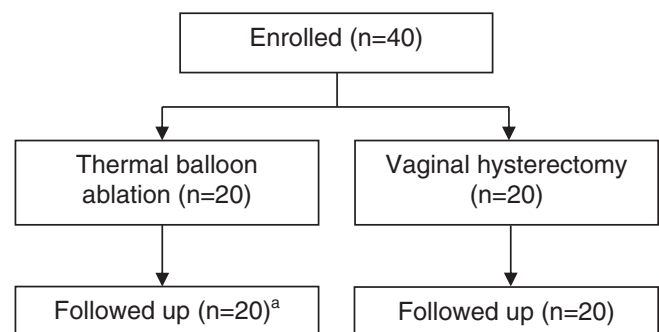 Enrolled (n=40)
Thermal balloon
ablation (n=20)
Vaginal hysterectomy
(n=20)
Followed up (n=20)ᵃ
Followed up (n=20)